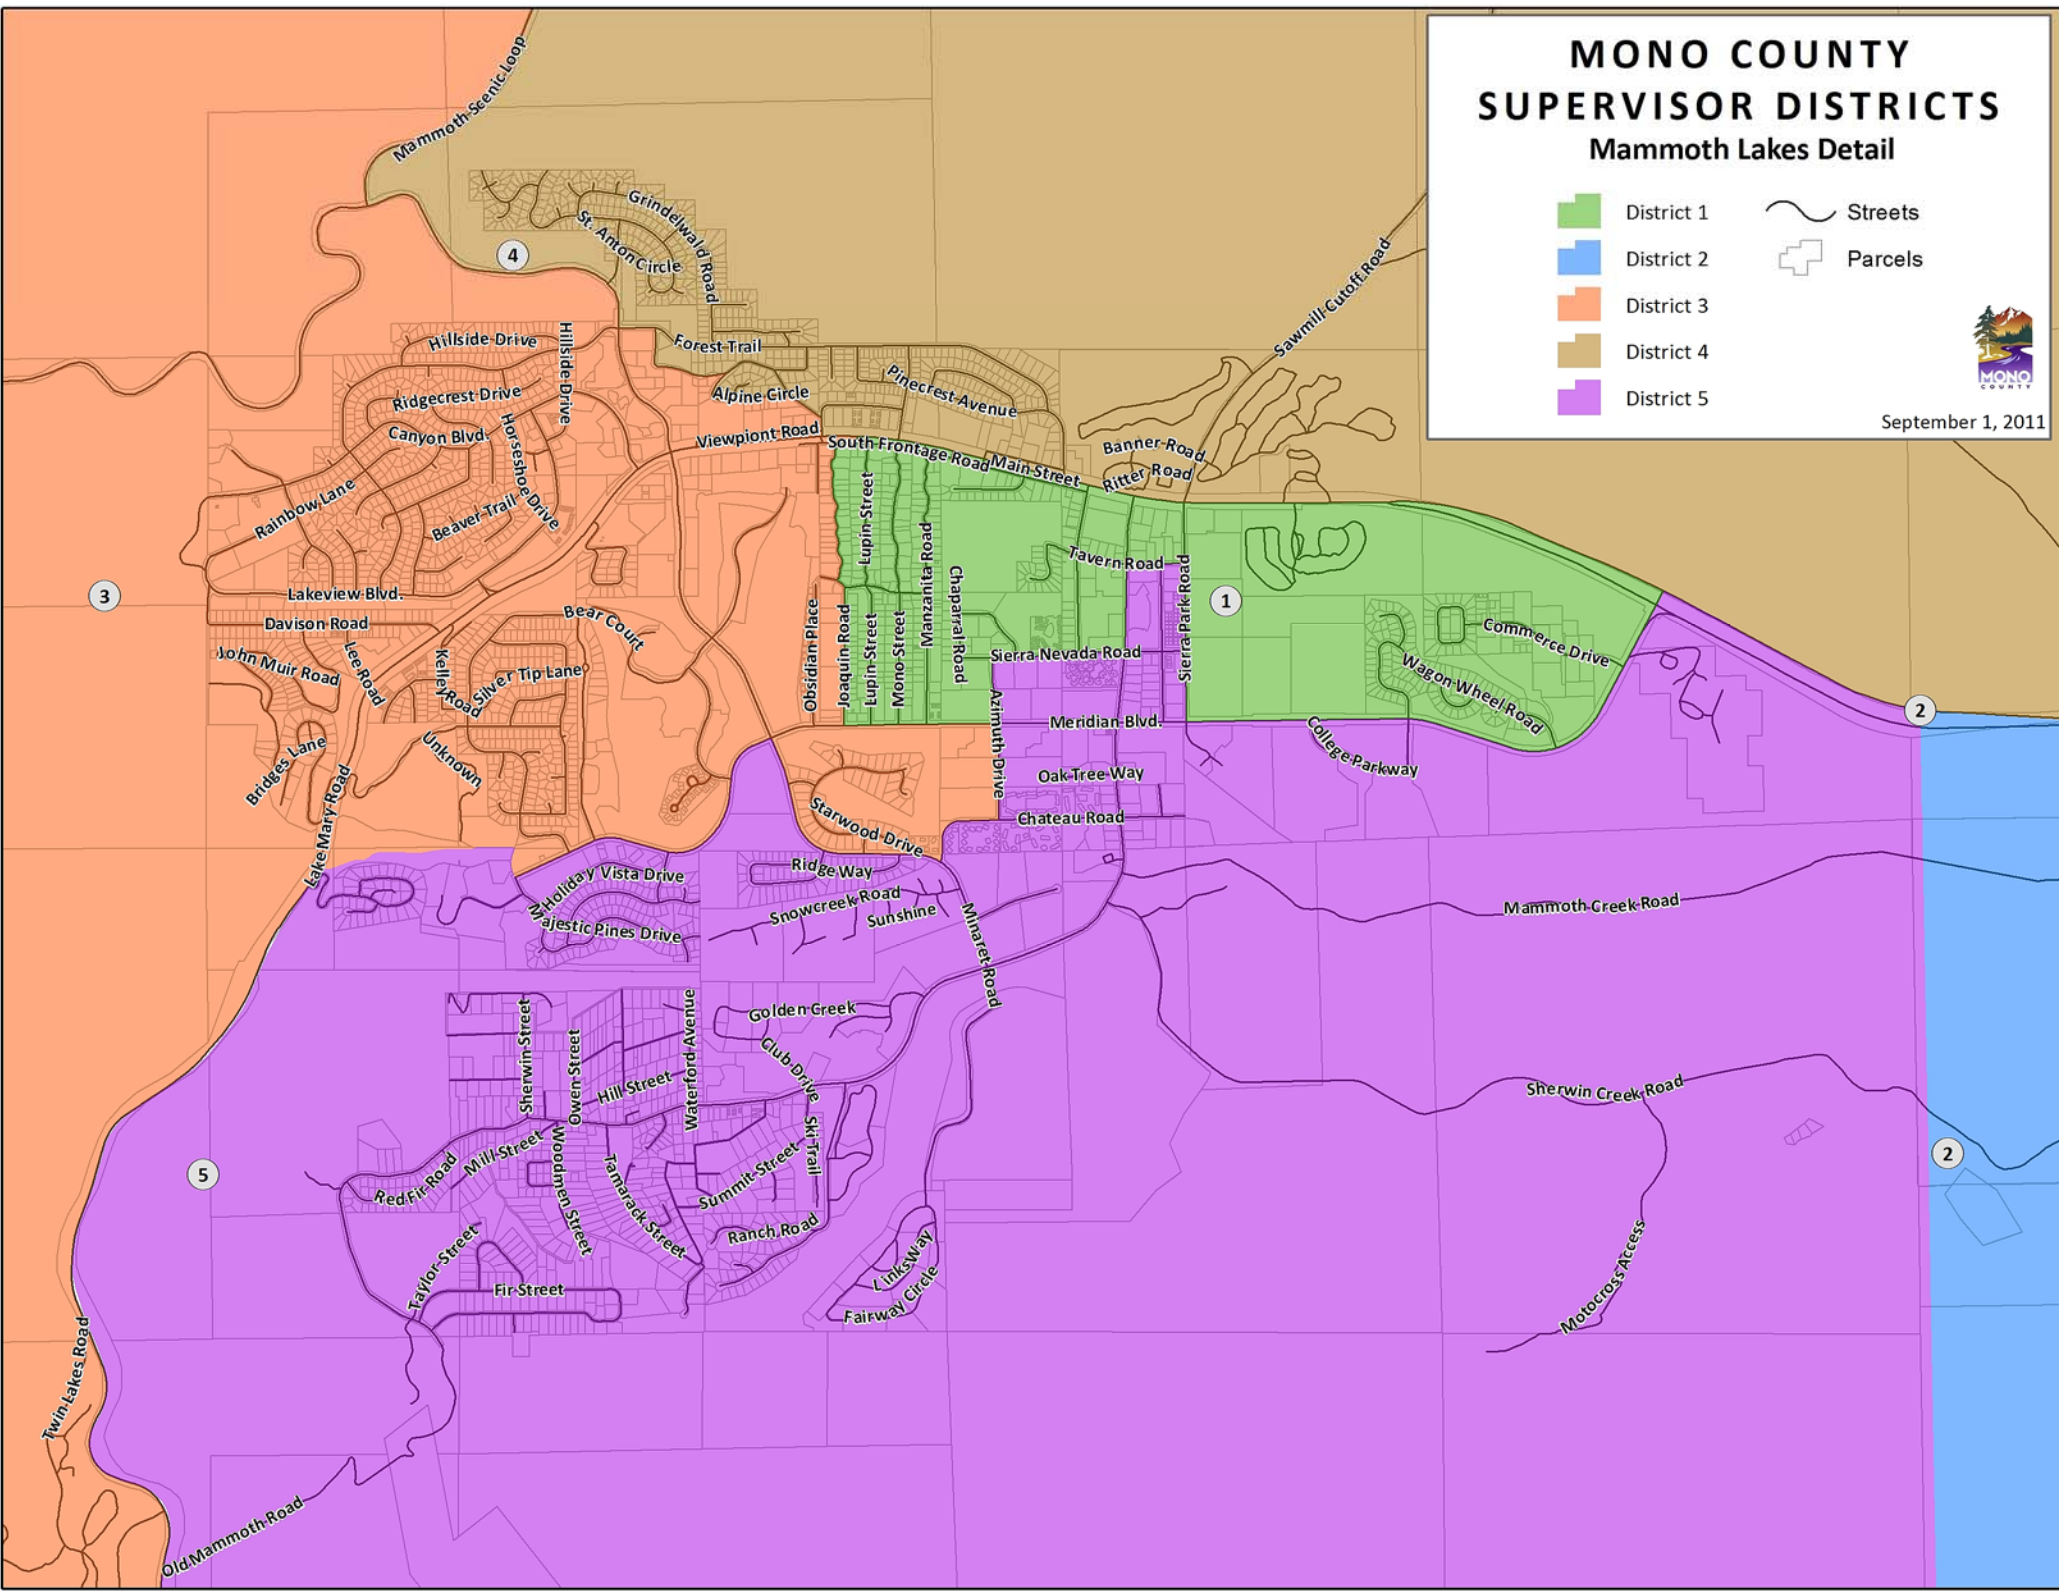 MONO COUNTY
SUPERVISOR DISTRICTS
Mammoth Lakes Detail
District 1
Streets
District 2
Parcels
District 3
District 4
District 5
MONO
COUNTY
September 1, 2011
Mammoth Scenic Loop
Grindelwald Road
St. Anton Circle
4
Sawmill Cutoff Road
Hillside Drive
Hillside Drive
Forest Trail
Ridgecrest Drive
Alpine Circle
Pinecrest Avenue
Canyon Blvd.
Horseshoe Drive
Viewpiont Road
South Frontage Road
Main Street
Banner Road
Ritter Road
Rainbow Lane
Beaver Trail
Lupin Street
Manzanita Road
Tavern Road
Sierra Park Road
3
Lakeview Blvd.
Davison Road
Bear Court
Obsidian Place
Joaquin Road
Lupin Street
Mono Street
Chaparral Road
1
Commerce Drive
John Muir Road
Lee Road
Kelley Road
Silver Tip Lane
Sierra Nevada Road
Wagon Wheel Road
Azimuth Drive
Meridian Blvd.
College Parkway
2
Bridges Lane
Unknown
Lake Mary Road
Oak Tree Way
Starwood Drive
Chateau Road
Holiday Vista Drive
Ridge Way
Majestic Pines Drive
Snowcreek Road
Sunshine
Minaret Road
Mammoth Creek Road
Sherwin Street
Owen Street
Waterford Avenue
Golden Creek
Club Drive
Hill Street
Sherwin Creek Road
5
Red Fir Road
Mill Street
Woodmen Street
Tamarack Street
Summit Street
Ski Trail
2
Ranch Road
Taylor Street
Fir Street
Links Way
Fairway Circle
Motocross Access
Twin Lakes Road
Old Mammoth Road